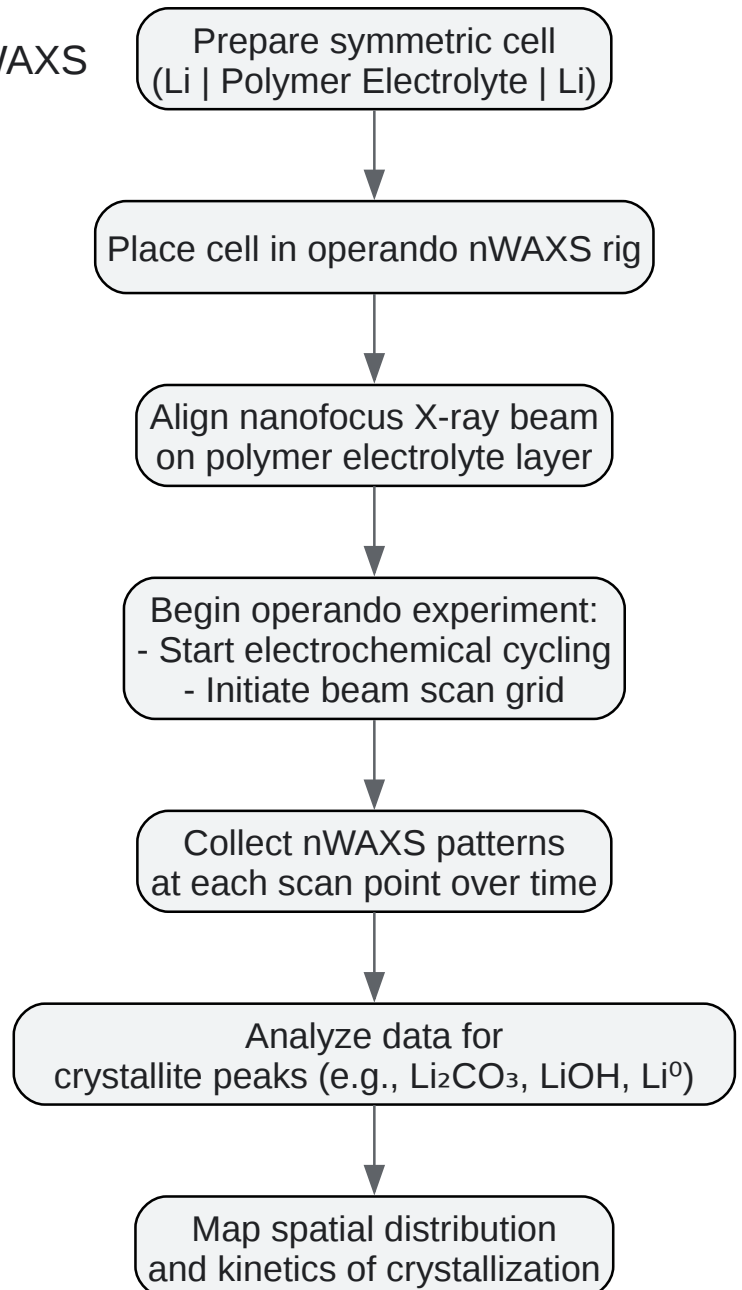 WAXS
Prepare symmetric cell
(Li | Polymer Electrolyte | Li)
Place cell in operando nWAXS rig
Align nanofocus X-ray beam
on polymer electrolyte layer
Begin operando experiment:
- Start electrochemical cycling
- Initiate beam scan grid
Collect nWAXS patterns
at each scan point over time
Analyze data for
crystallite peaks (e.g., Li₂CO₃, LiOH, Li⁰)
Map spatial distribution
and kinetics of crystallization